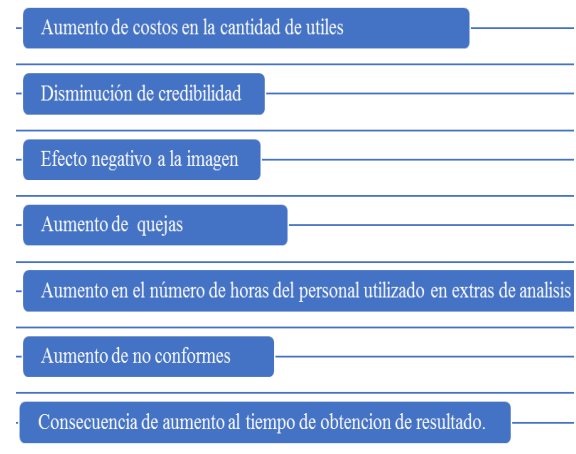 Aumento de costos en la cantidad de utiles
Disminución de credibilidad
Efecto negativo a la imagen
Aumento de quejas
Aumento en el número de horas del personal utilizado en extras de analisis
Aumento de no conformes
Consecuencia de aumento al tiempo de obtencion de resultado.